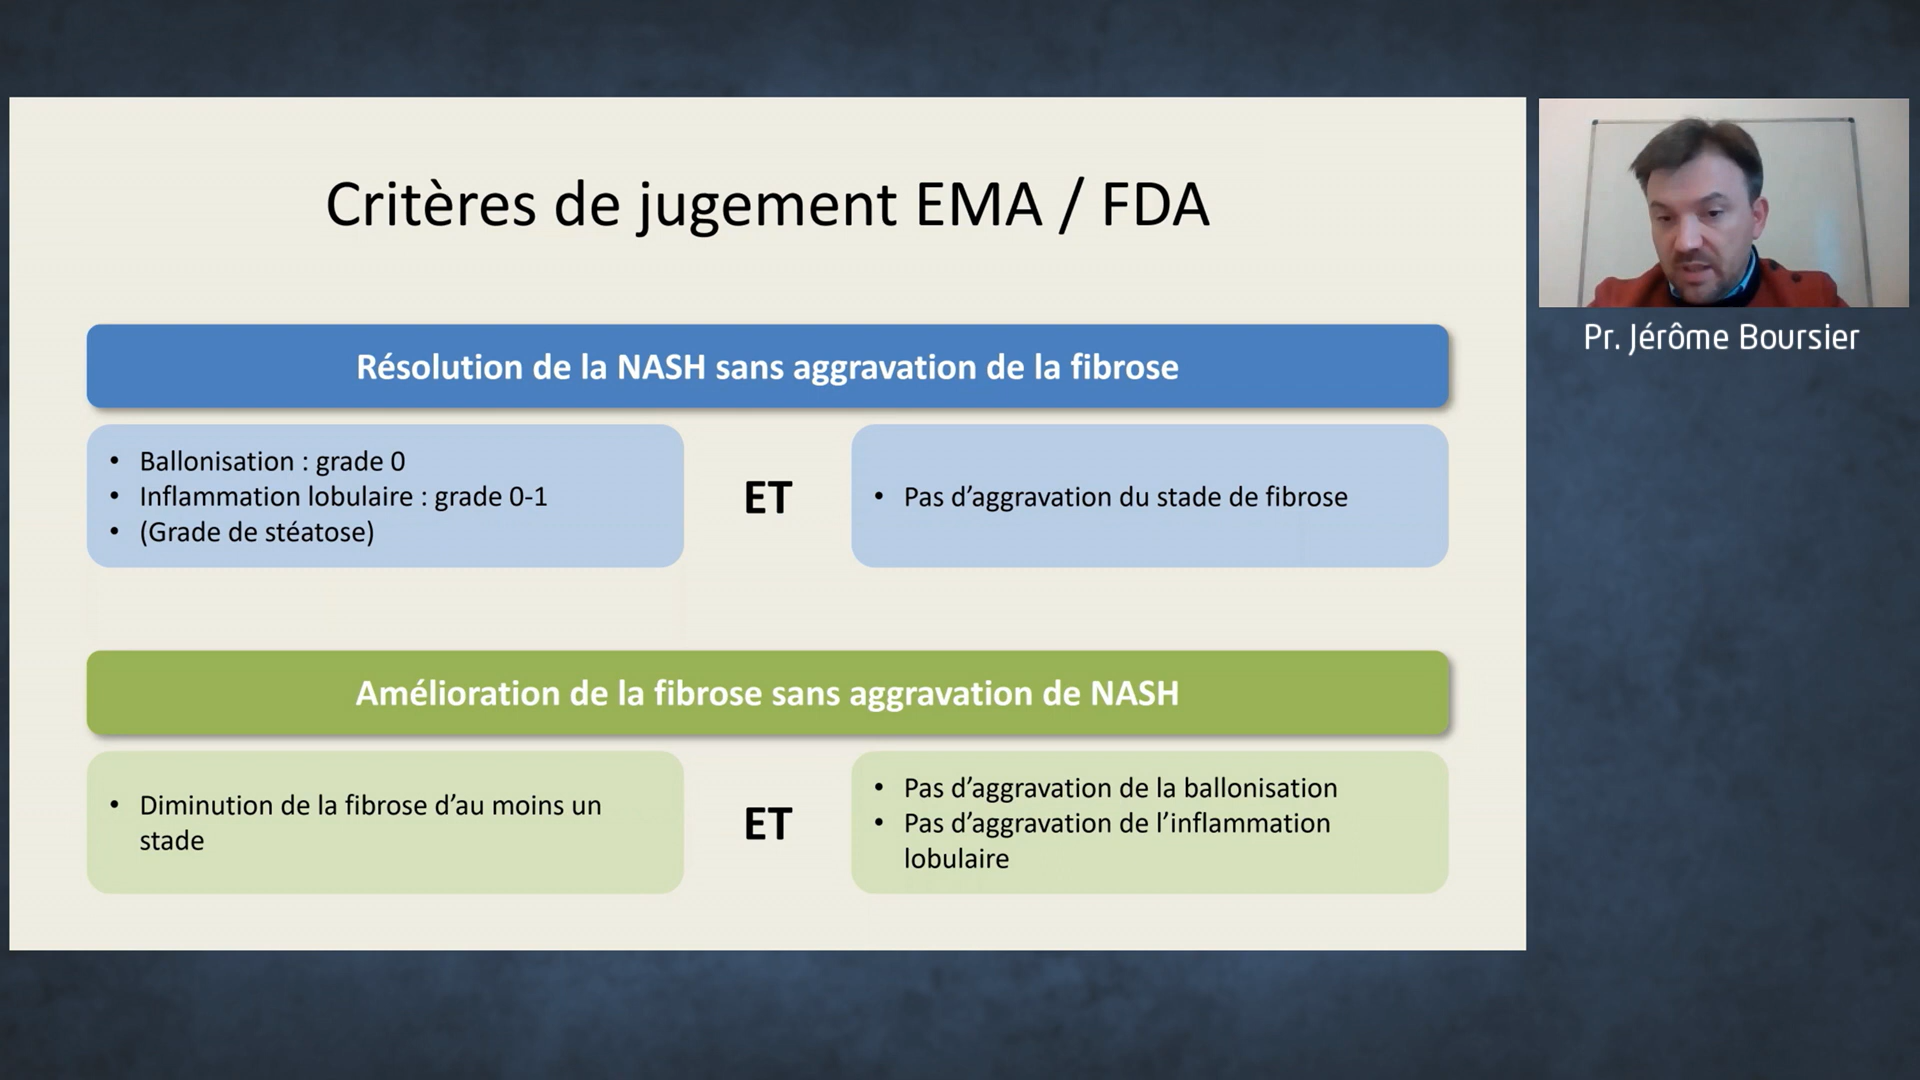 Critères de jugement EMA / FDA
Résolution de la NASH sans aggravation de la fibrose
• Ballonisation : grade 0
• Inflammation lobulaire : grade 0-1
• (Grade de stéatose)
ET
• Pas d’aggravation du stade de fibrose
Amélioration de la fibrose sans aggravation de NASH
• Diminution de la fibrose d’au moins un
stade
ET
• Pas d’aggravation de la ballonisation
• Pas d’aggravation de l’inflammation
lobulaire
Pr. Jérôme Boursier